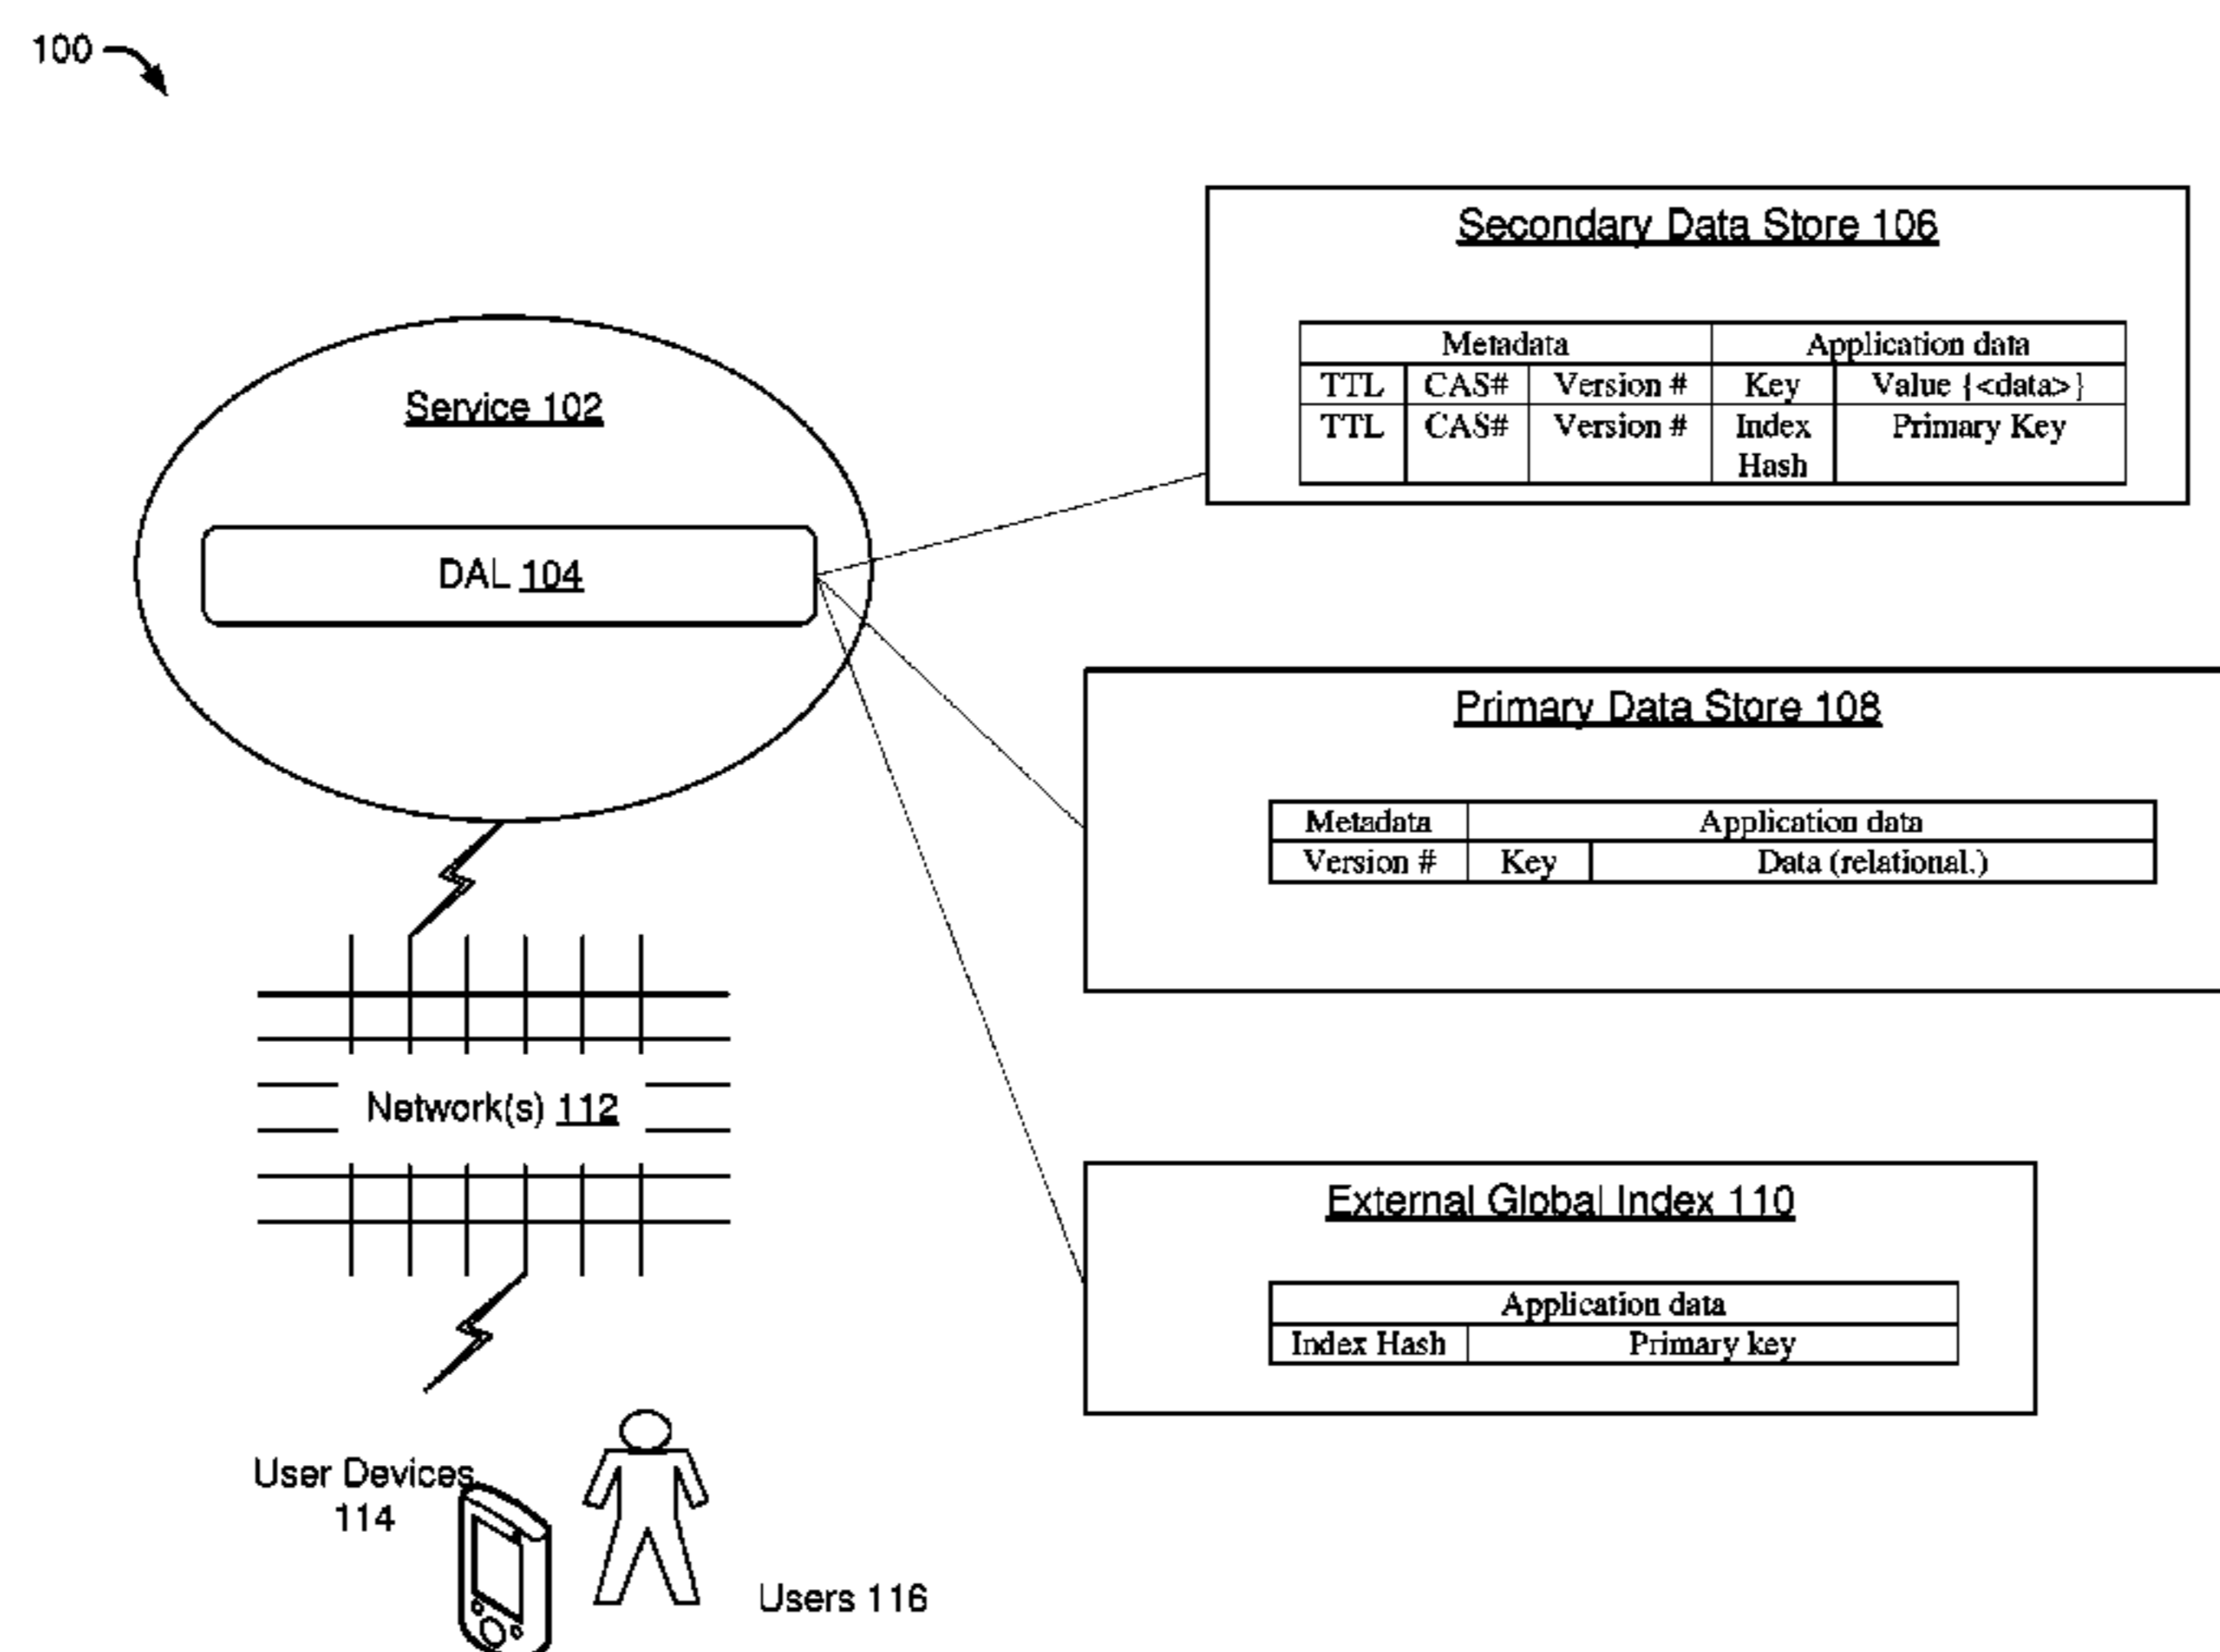 100
Secondary Data Store 106
Metadata Application data
TTL CAS# Version # Key Value {<data>}
TTL CAS# Version # Index Primary Key
Hash
Service 102
DAL 104
Primary Data Store 108
Metadata Application data
Version # Key Data (relational.)
Network(s) 112
External Global Index 110
Application data
Index Hash Primary key
User Devices
114
Users 116